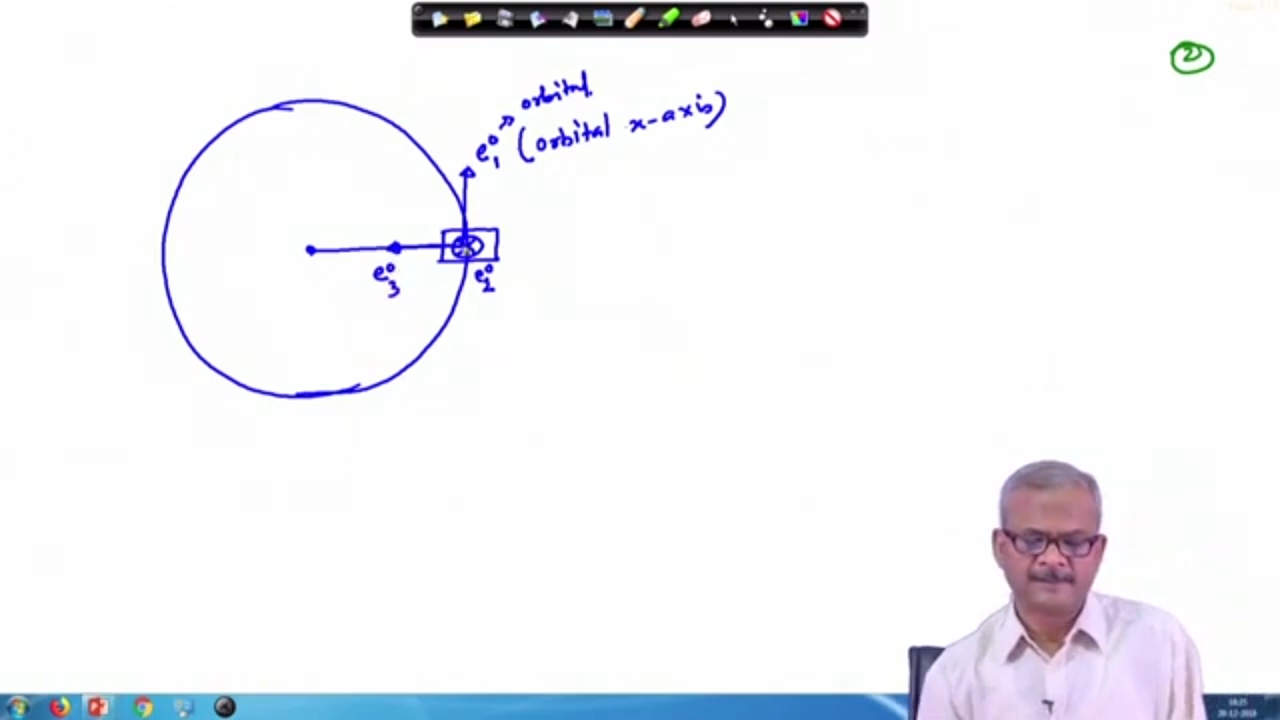 2
orbital
e₁⁰ (orbital x-axis)
e₃⁰
e₂⁰